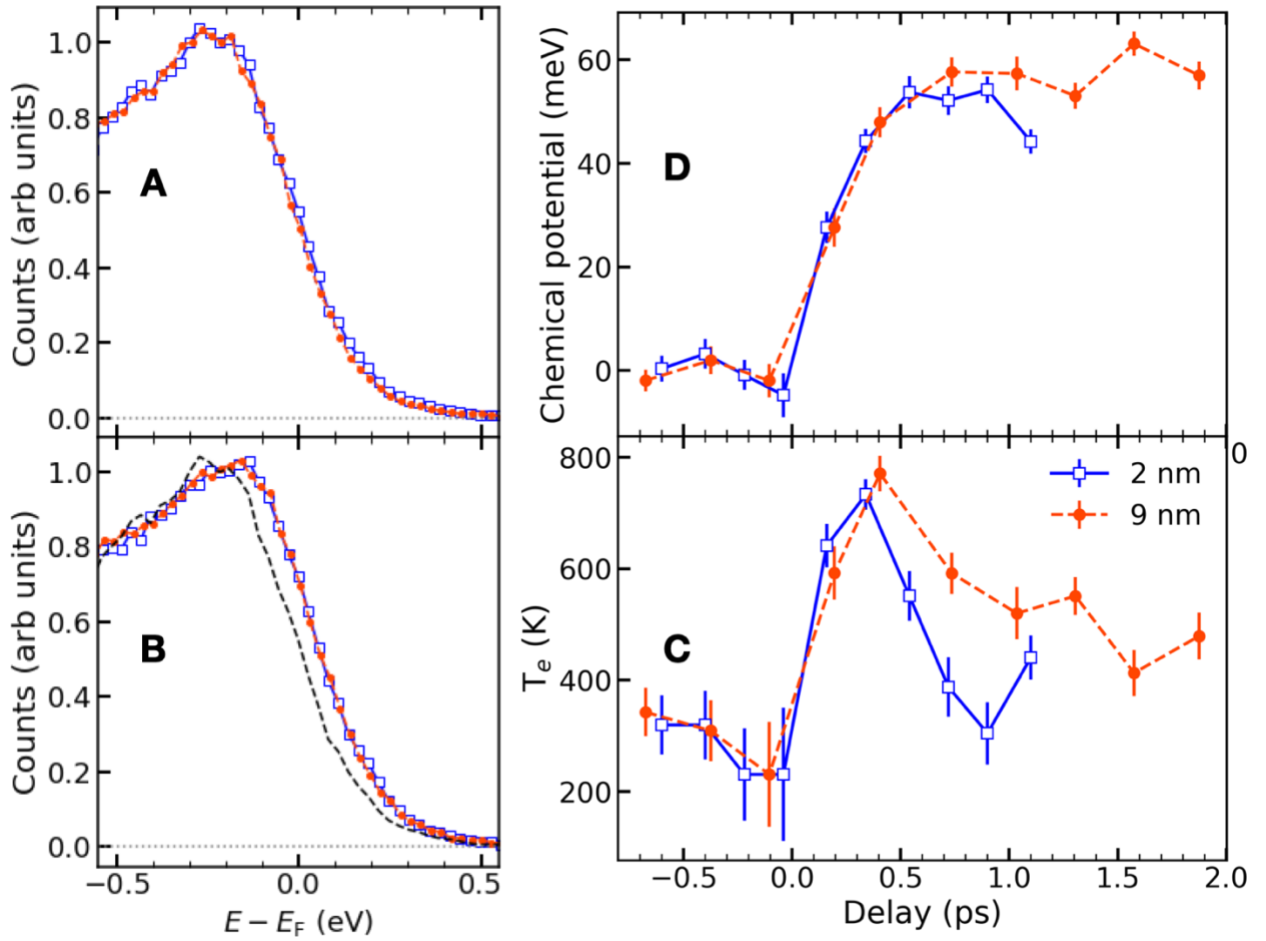 1.0
0.8
0.6
0.4
0.2
0.0
Counts (arb units)
A
1.0
0.8
0.6
0.4
0.2
0.0
Counts (arb units)
B
−0.5
0.0
0.5
E − EF (eV)
60
40
20
0
Chemical potential (meV)
D
0
800
600
400
200
Te (K)
C
2 nm
9 nm
−0.5
0.0
0.5
1.0
1.5
2.0
Delay (ps)